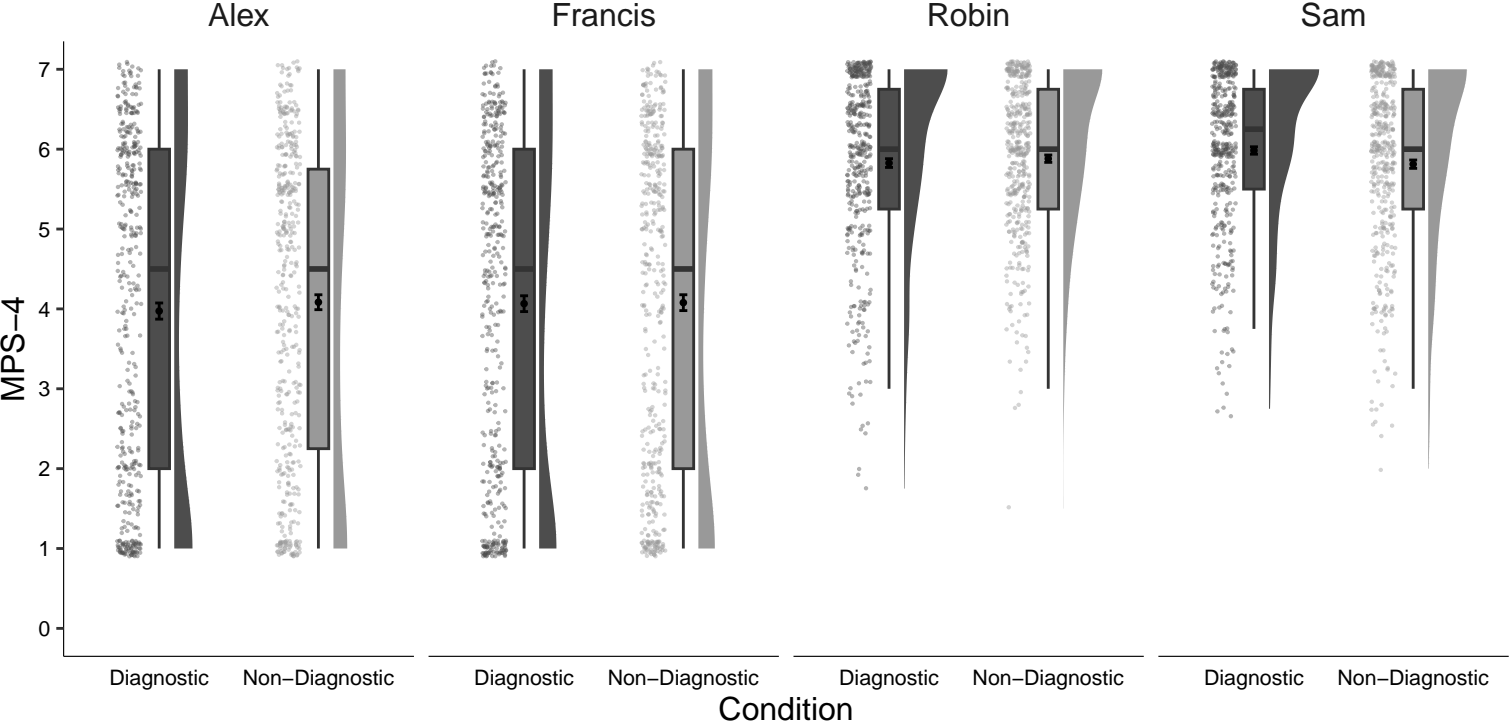 Alex Francis Robin Sam
7
6
5
4
3
2
1
0
MPS−4
Diagnostic Non−Diagnostic Diagnostic Non−Diagnostic Diagnostic Non−Diagnostic Diagnostic Non−Diagnostic
Condition